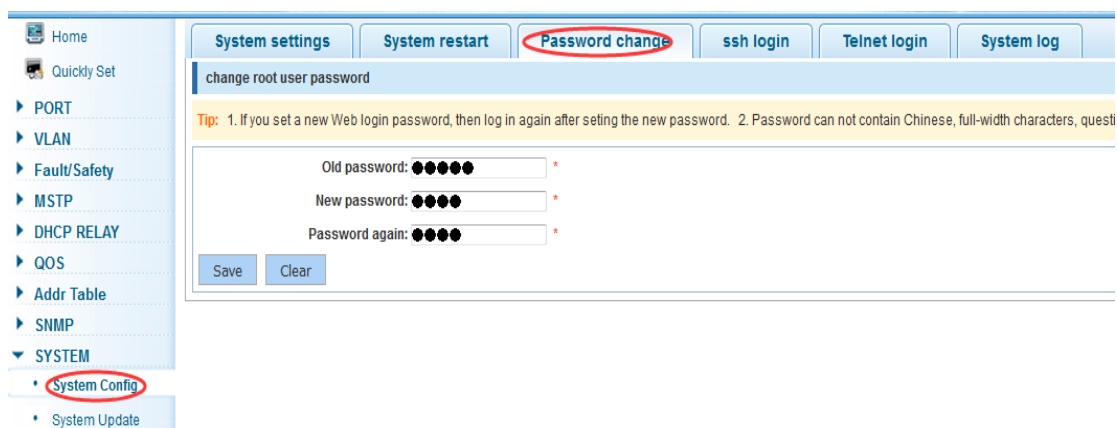 Home
Quickly Set
PORT
VLAN
Fault/Safety
MSTP
DHCP RELAY
QOS
Addr Table
SNMP
SYSTEM
System Config
System Update
System settings System restart Password change ssh login Telnet login System log
change root user password
Tip: 1. If you set a new Web login password, then log in again after seting the new password. 2. Password can not contain Chinese, full-width characters,
Old password: ●●●●● *
New password: ●●●● *
Password again: ●●●● *
Save Clear